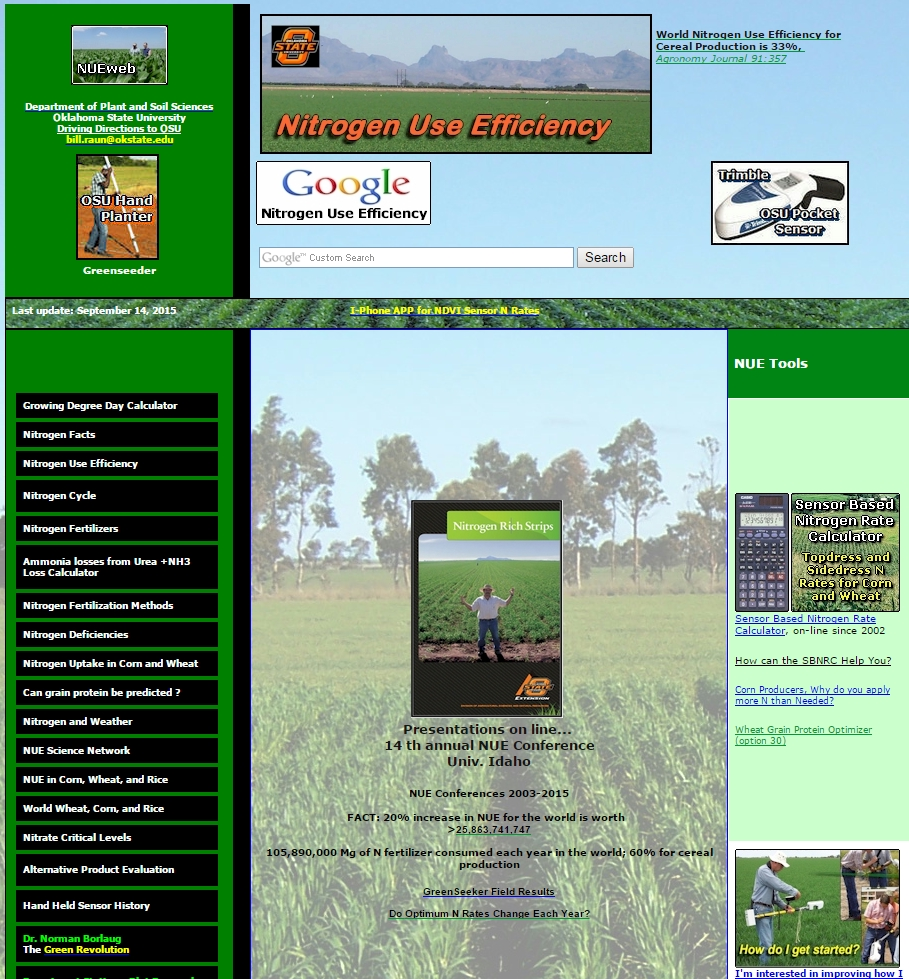 NUEweb
Department of Plant and Soil Sciences
Oklahoma State University
Driving Directions to OSU
bill.raun@okstate.edu
OSU Hand
Planter
Greenseeder
OKLAHOMA
STATE
Nitrogen Use Efficiency
World Nitrogen Use Efficiency for
Cereal Production is 33%,
Agronomy Journal 91:357
Google
Nitrogen Use Efficiency
Trimble
OSU Pocket
Sensor
Google™ Custom Search
Search
Last update: September 14, 2015
I-Phone APP for NDVI Sensor N Rates
Growing Degree Day Calculator
Nitrogen Facts
Nitrogen Use Efficiency
Nitrogen Cycle
Nitrogen Fertilizers
Ammonia losses from Urea +NH3
Loss Calculator
Nitrogen Fertilization Methods
Nitrogen Deficiencies
Nitrogen Uptake in Corn and Wheat
Can grain protein be predicted ?
Nitrogen and Weather
NUE Science Network
NUE in Corn, Wheat, and Rice
World Wheat, Corn, and Rice
Nitrate Critical Levels
Alternative Product Evaluation
Hand Held Sensor History
Dr. Norman Borlaug
The Green Revolution
Nitrogen Rich Strips
STATE
EXTENSION
Presentations on line...
14 th annual NUE Conference
Univ. Idaho
NUE Conferences 2003-2015
FACT: 20% increase in NUE for the world is worth
>25,863,741,747
105,890,000 Mg of N fertilizer consumed each year in the world; 60% for cereal
production
GreenSeeker Field Results
Do Optimum N Rates Change Each Year?
NUE Tools
Sensor Based
Nitrogen Rate
Calculator
Topdress and
Sidedress N
Rates for Corn
and Wheat
Sensor Based Nitrogen Rate
Calculator, on-line since 2002
How can the SBNRC Help You?
Corn Producers, Why do you apply
more N than Needed?
Wheat Grain Protein Optimizer
(option 30)
How do I get started?
I'm interested in improving how I